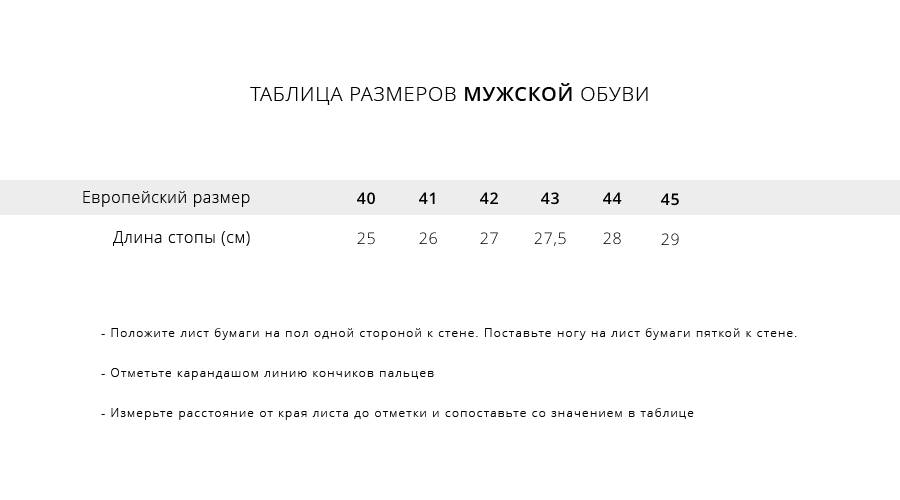 ТАБЛИЦА РАЗМЕРОВ МУЖСКОЙ ОБУВИ
Европейский размер 40 41 42 43 44 45
Длина стопы (см) 25 26 27 27,5 28 29
- Положите лист бумаги на пол одной стороной к стене. Поставьте ногу на лист бумаги пяткой к стене.
- Отметьте карандашом линию кончиков пальцев
- Измерьте расстояние от края листа до отметки и сопоставьте со значением в таблице